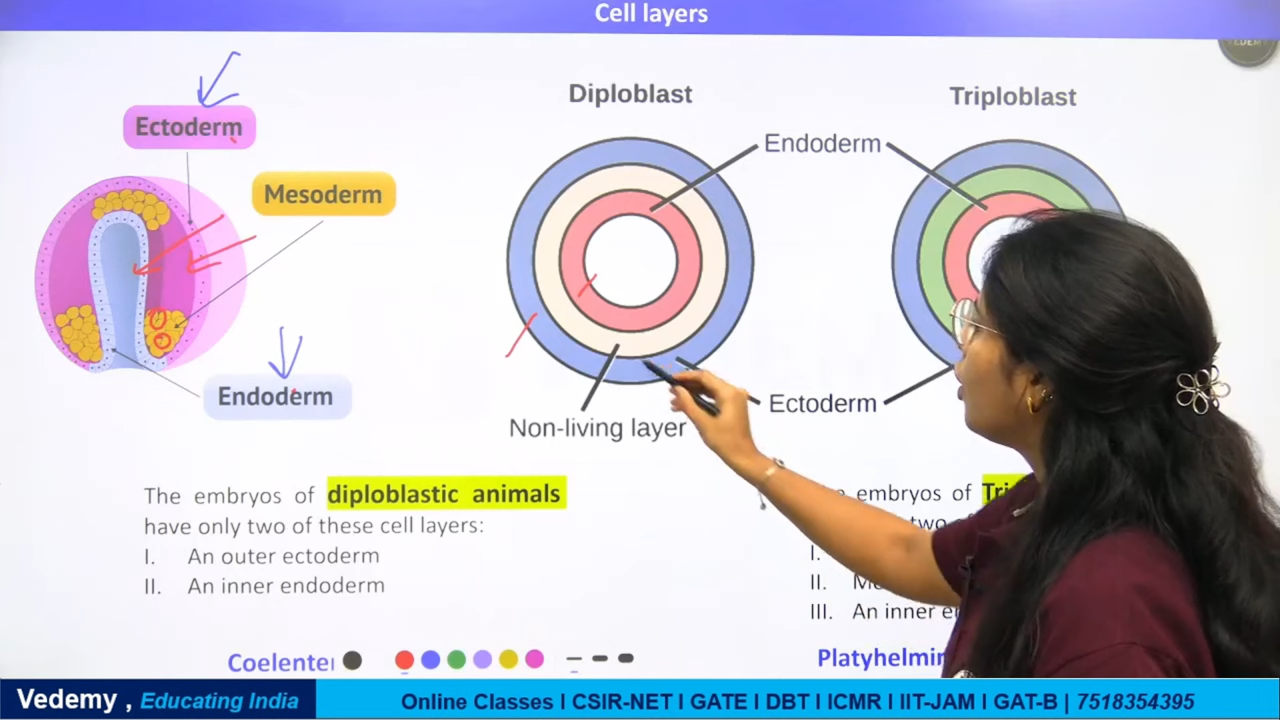 Cell layers
VEDEMY
Diploblast
Triploblast
Ectoderm
Endoderm
Mesoderm
Endoderm
Ectoderm
Non-living layer
The embryos of diploblastic animals
have only two of these cell layers:
I. An outer ectoderm
II. An inner endoderm
embryos of
I.
II.
III. An inner
Vedemy , Educating India
Online Classes I CSIR-NET I GATE I DBT I ICMR I IIT-JAM I GAT-B | 7518354395